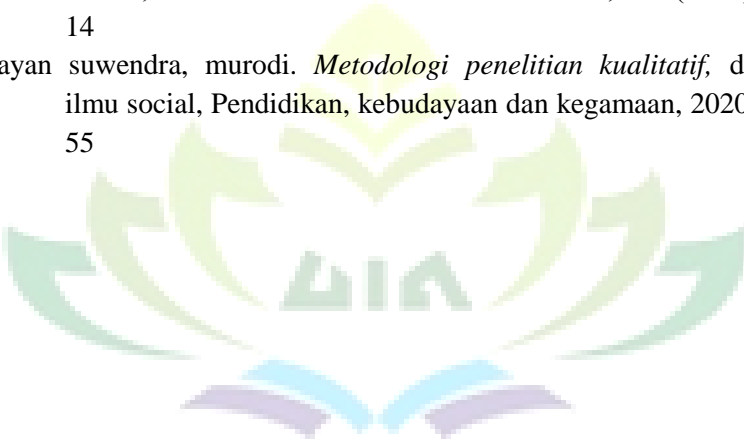 14
ayan suwendra, murodi. Metodologi penelitian kualitatif, d
ilmu social, Pendidikan, kebudayaan dan kegamaan, 2020
55
UIN